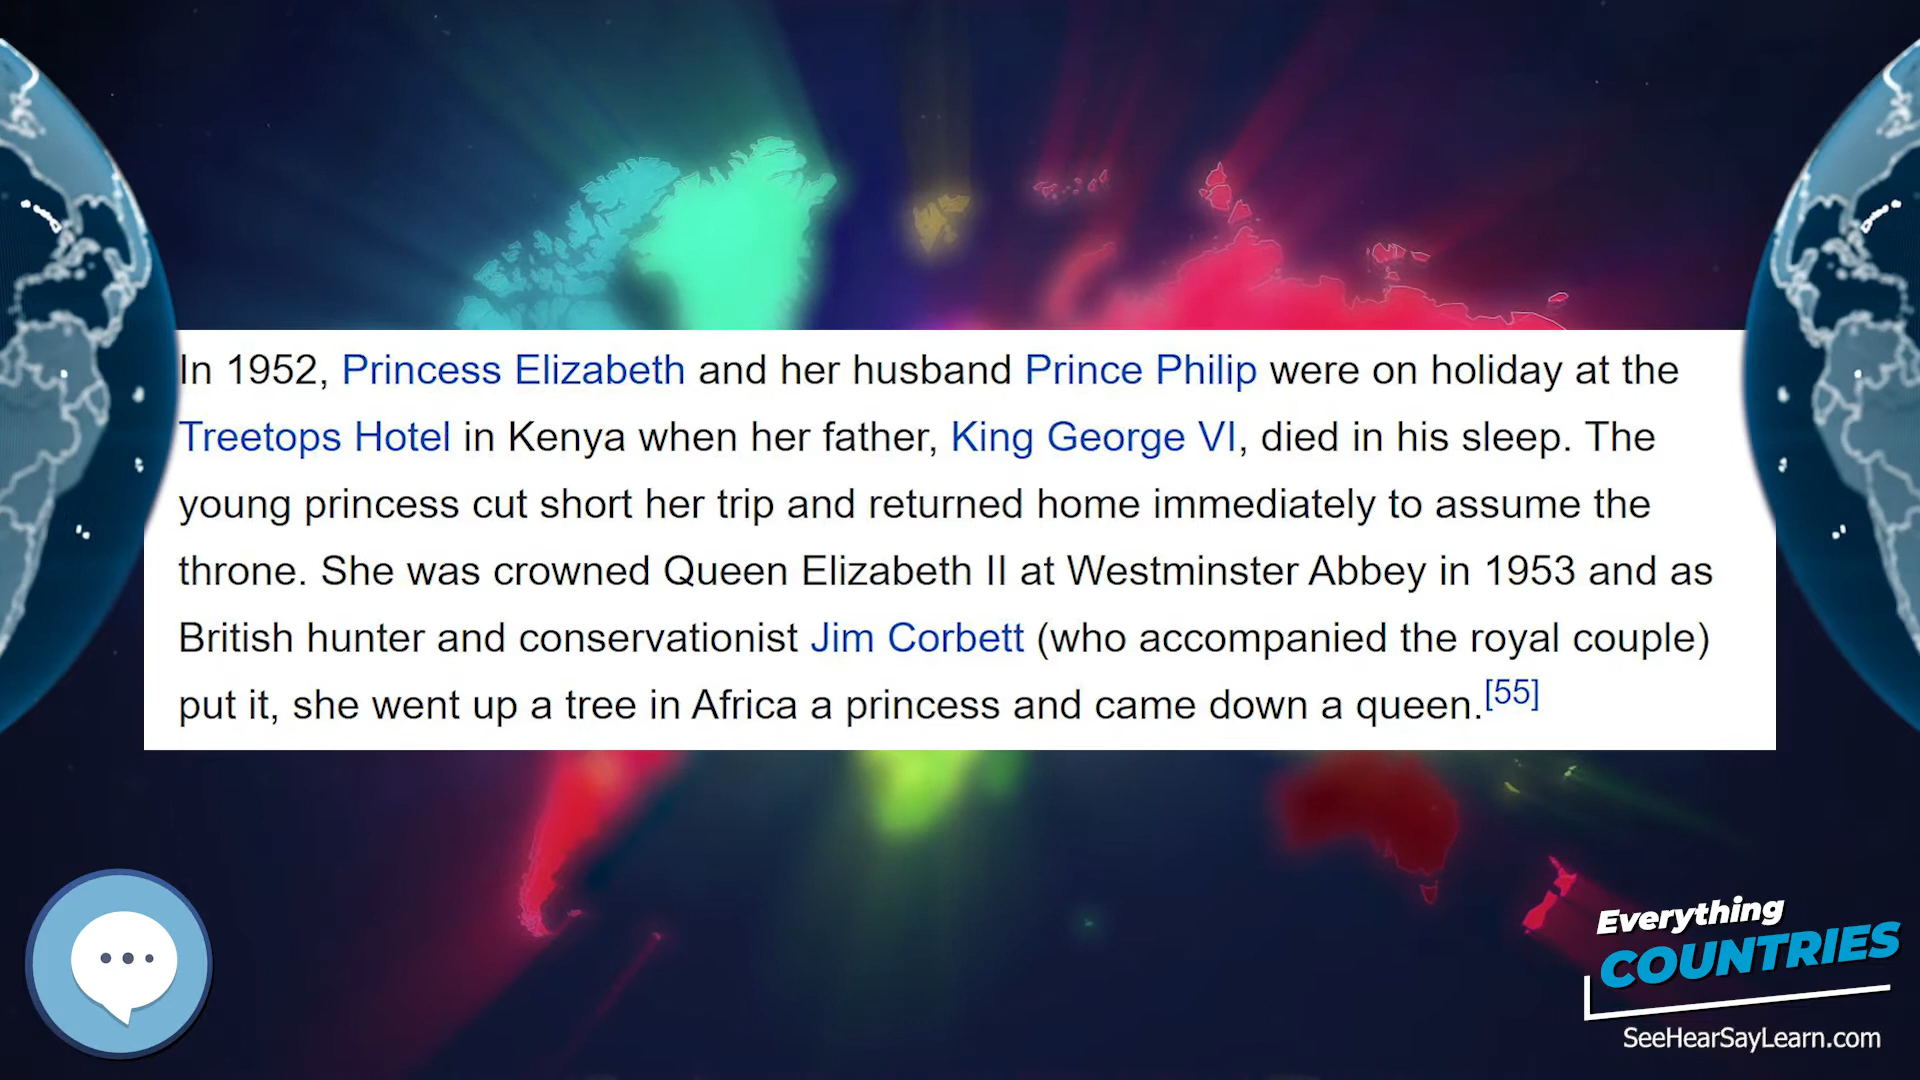 In 1952, Princess Elizabeth and her husband Prince Philip were on holiday at the
Treetops Hotel in Kenya when her father, King George VI, died in his sleep. The
young princess cut short her trip and returned home immediately to assume the
throne. She was crowned Queen Elizabeth II at Westminster Abbey in 1953 and as
British hunter and conservationist Jim Corbett (who accompanied the royal couple)
put it, she went up a tree in Africa a princess and came down a queen.[55]
Everything
COUNTRIES
SeeHearSayLearn.com